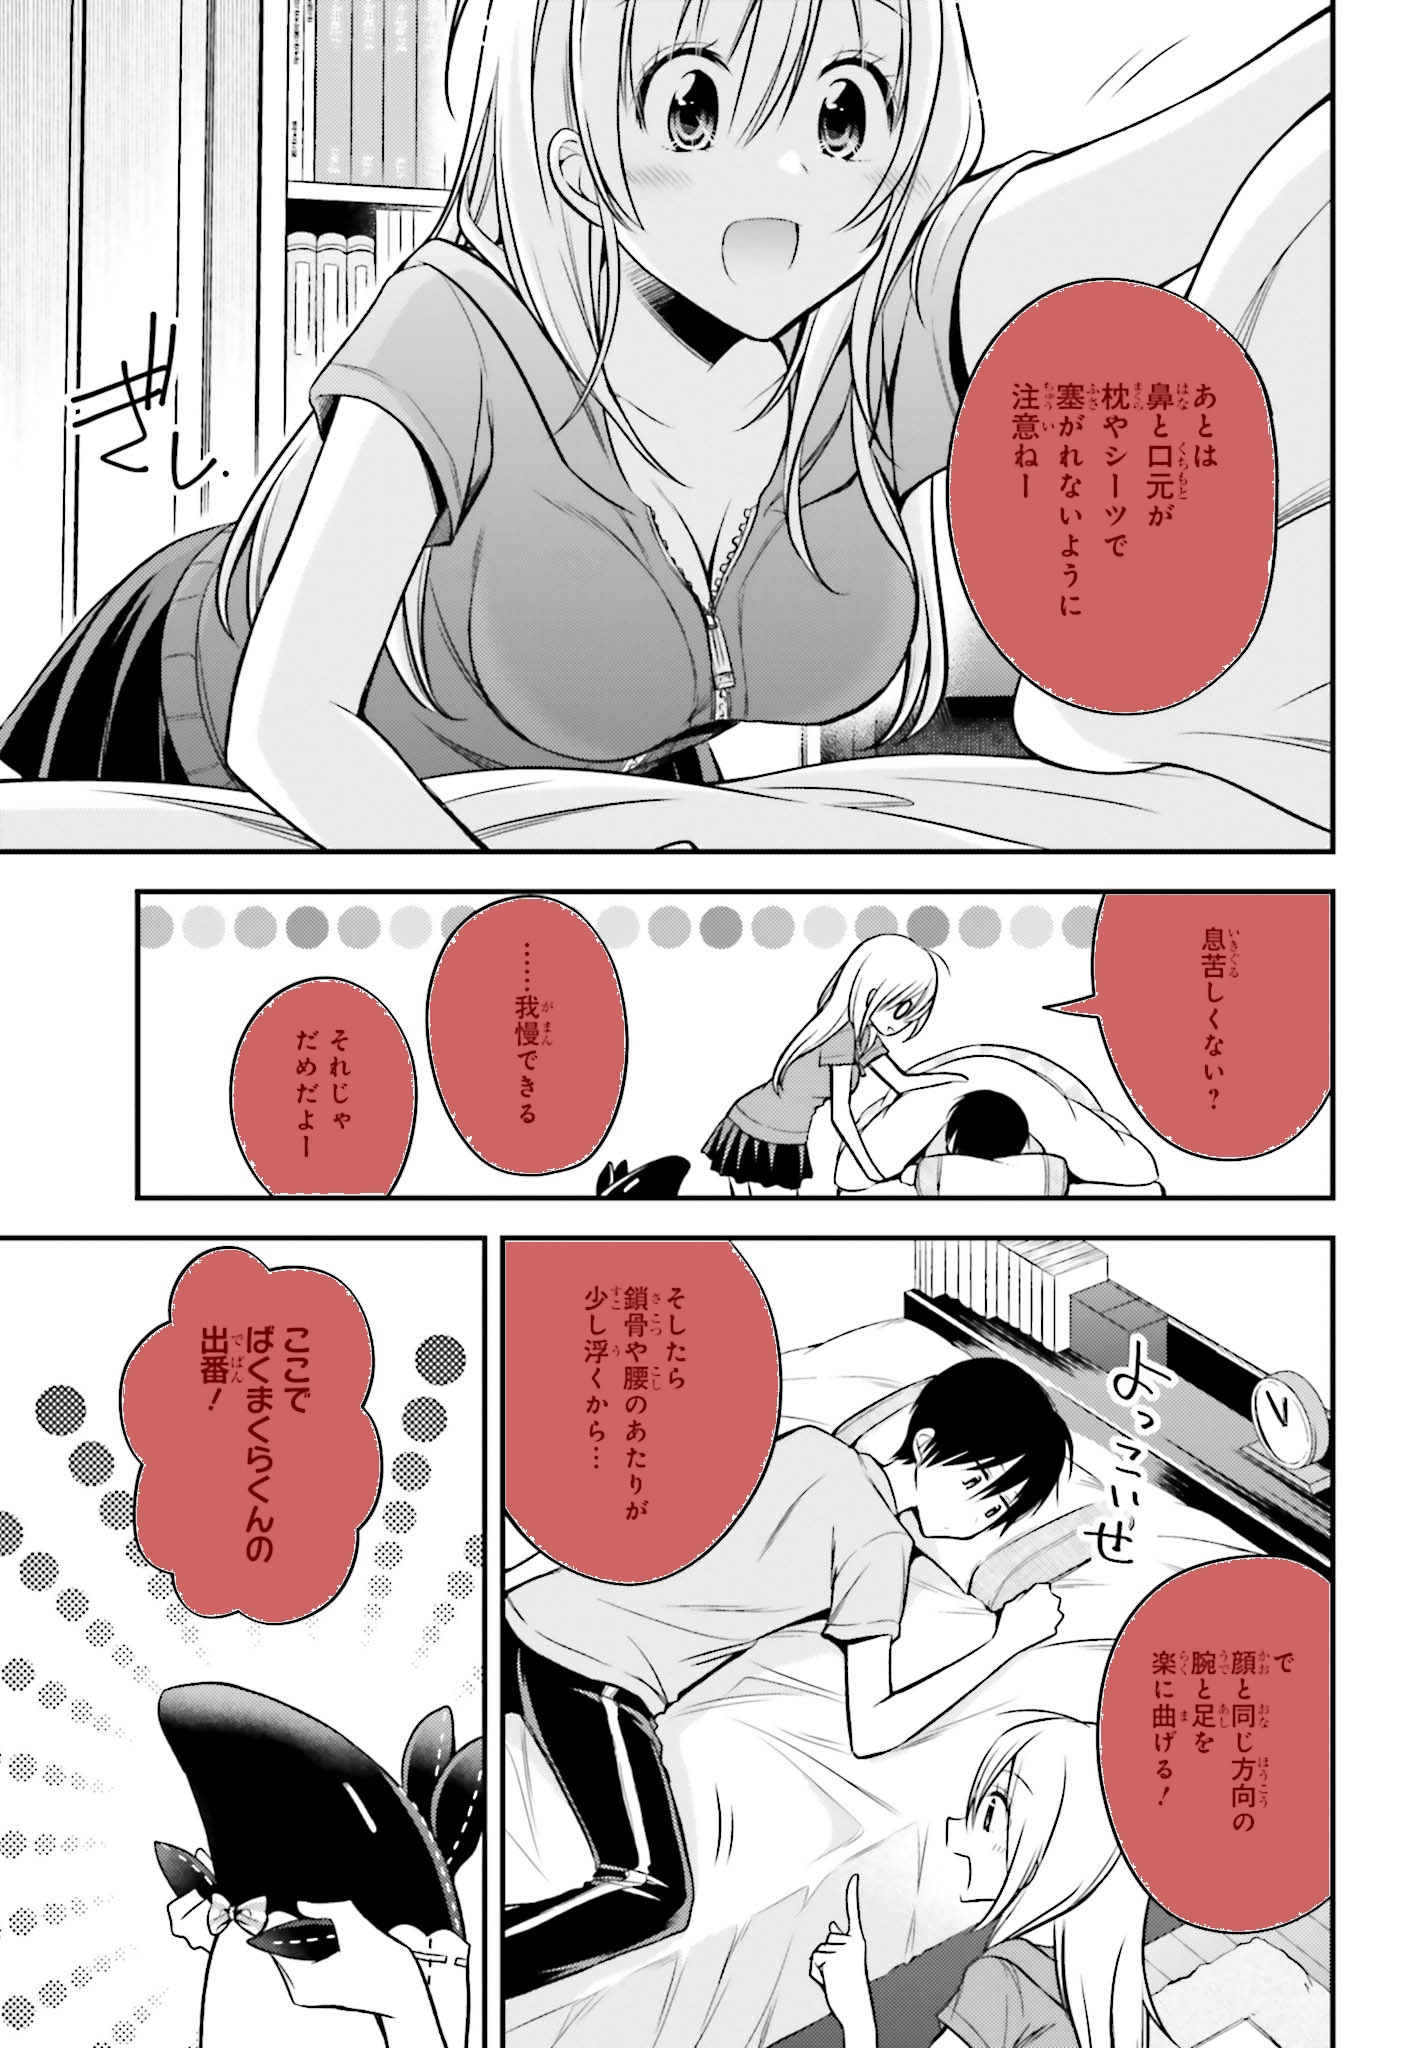 あとは
鼻と口元が
枕やシーツで
塞がれないように
注意ねー
ぎし.
息苦しくない?
……我慢できる
それじゃ
だめだよー
よっこいせ
で
顔と同じ方向の
腕と足を
楽に曲げる!
そしたら
鎖骨や腰のあたりが
少し浮くから…
ここで
ばくまくらくんの
出番!